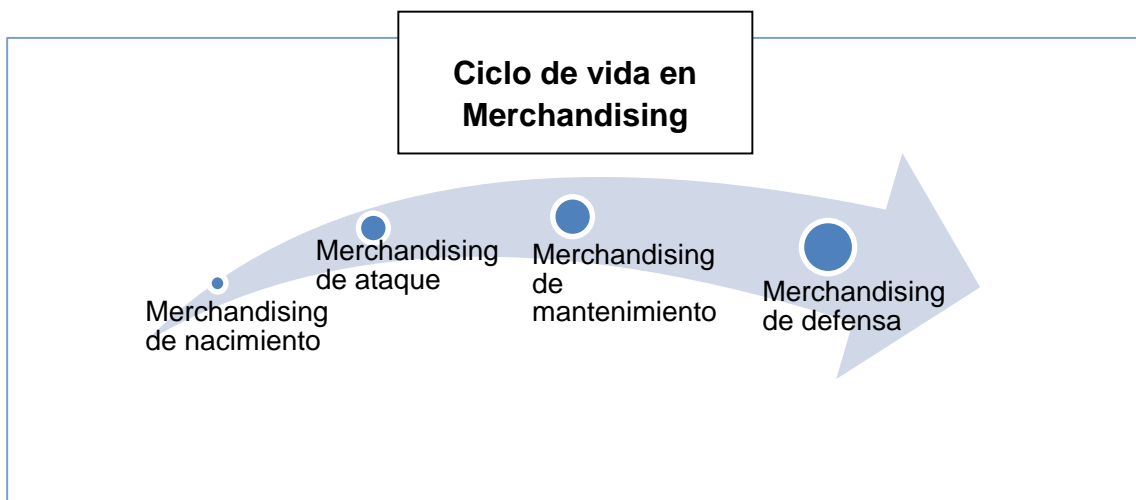 Ciclo de vida en
Merchandising
Merchandising
de nacimiento
Merchandising
de ataque
Merchandising
de
mantenimiento
Merchandising
de defensa